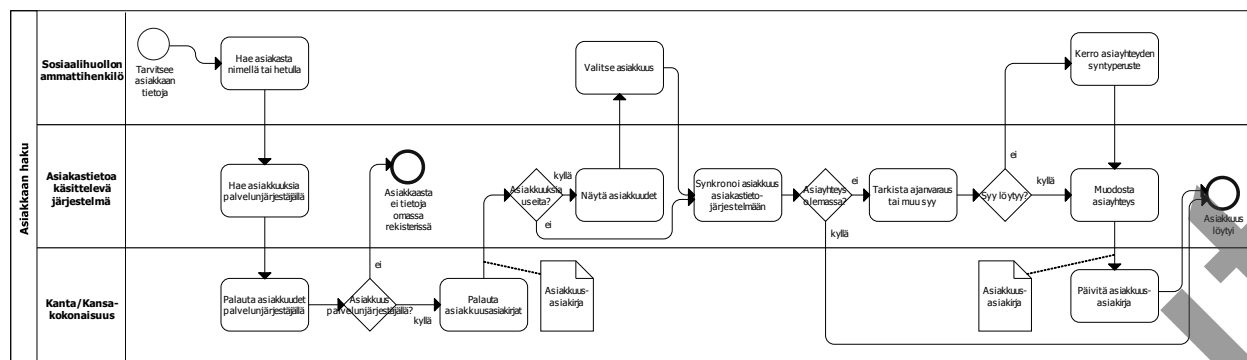 Asiakkaan haku
Sosiaalihuollon
ammattihenkilö
Tarvitsee
asiakkaan
tietoja
Hae asiakasta
nimellä tai hetulla
Valitse asiakkuus
Kerro asiayhteyden
syntyperuste
Asiakastietoa
käsittelevä
järjestelmä
Hae asiakkuuksia
palvelunjärjestäjällä
Asiakkaasta
ei tietoja
omassa
rekisterissä
Asiakkuuksia
useita?
kyllä
ei
Näytä asiakkuudet
Synkronoi asiakkuus
asiakastieto-
järjestelmään
Asiayhteys
olemassa?
ei
kyllä
Tarkista ajanvaraus
tai muu syy
Syy löytyy?
ei
kyllä
Muodosta
asiayhteys
Asiakkuus
löytyi
Kanta/Kansa-
kokonaisuus
Palauta asiakkuudet
palvelunjärjestäjällä
Asiakkuus
palvelunjärjestäjällä?
ei
kyllä
Palauta
asiakkuusasiakirjat
Asiakkuus-
asiakirja
Asiakkuus-
asiakirja
Päivitä asiakkuus-
asiakirja